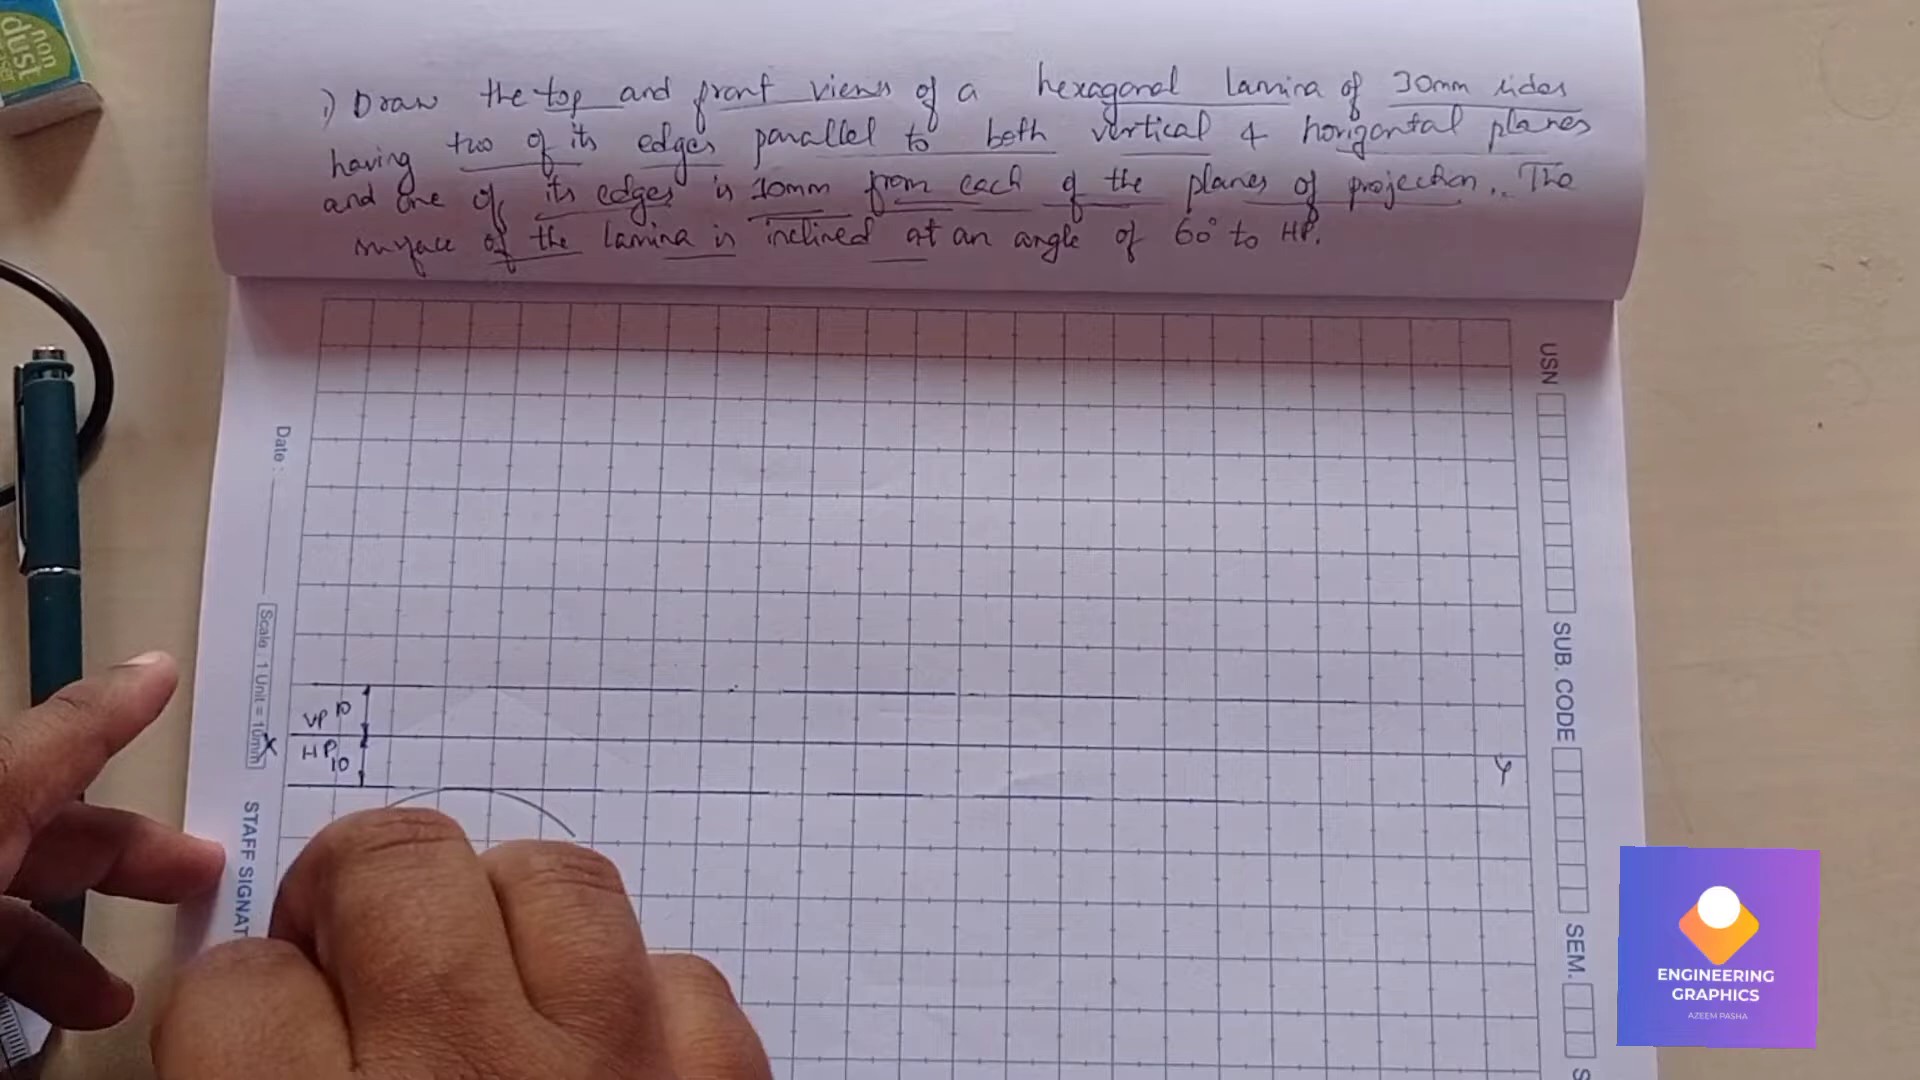 non
dust
1) Draw the top and front views of a hexagonal lamina of 30mm sides
having two of its edges parallel to both vertical & horizontal planes
and one of its edges is 10mm from each of the planes of projection. The
surface of the lamina is inclined at an angle of 60° to HP.
USN
Date :
Scale : 1 Unit = 10mm
SUB. CODE
VP 10
HP 10
X
Y
STAFF SIGNAT
SEM.
S
ENGINEERING
GRAPHICS
AZEEM PASHA